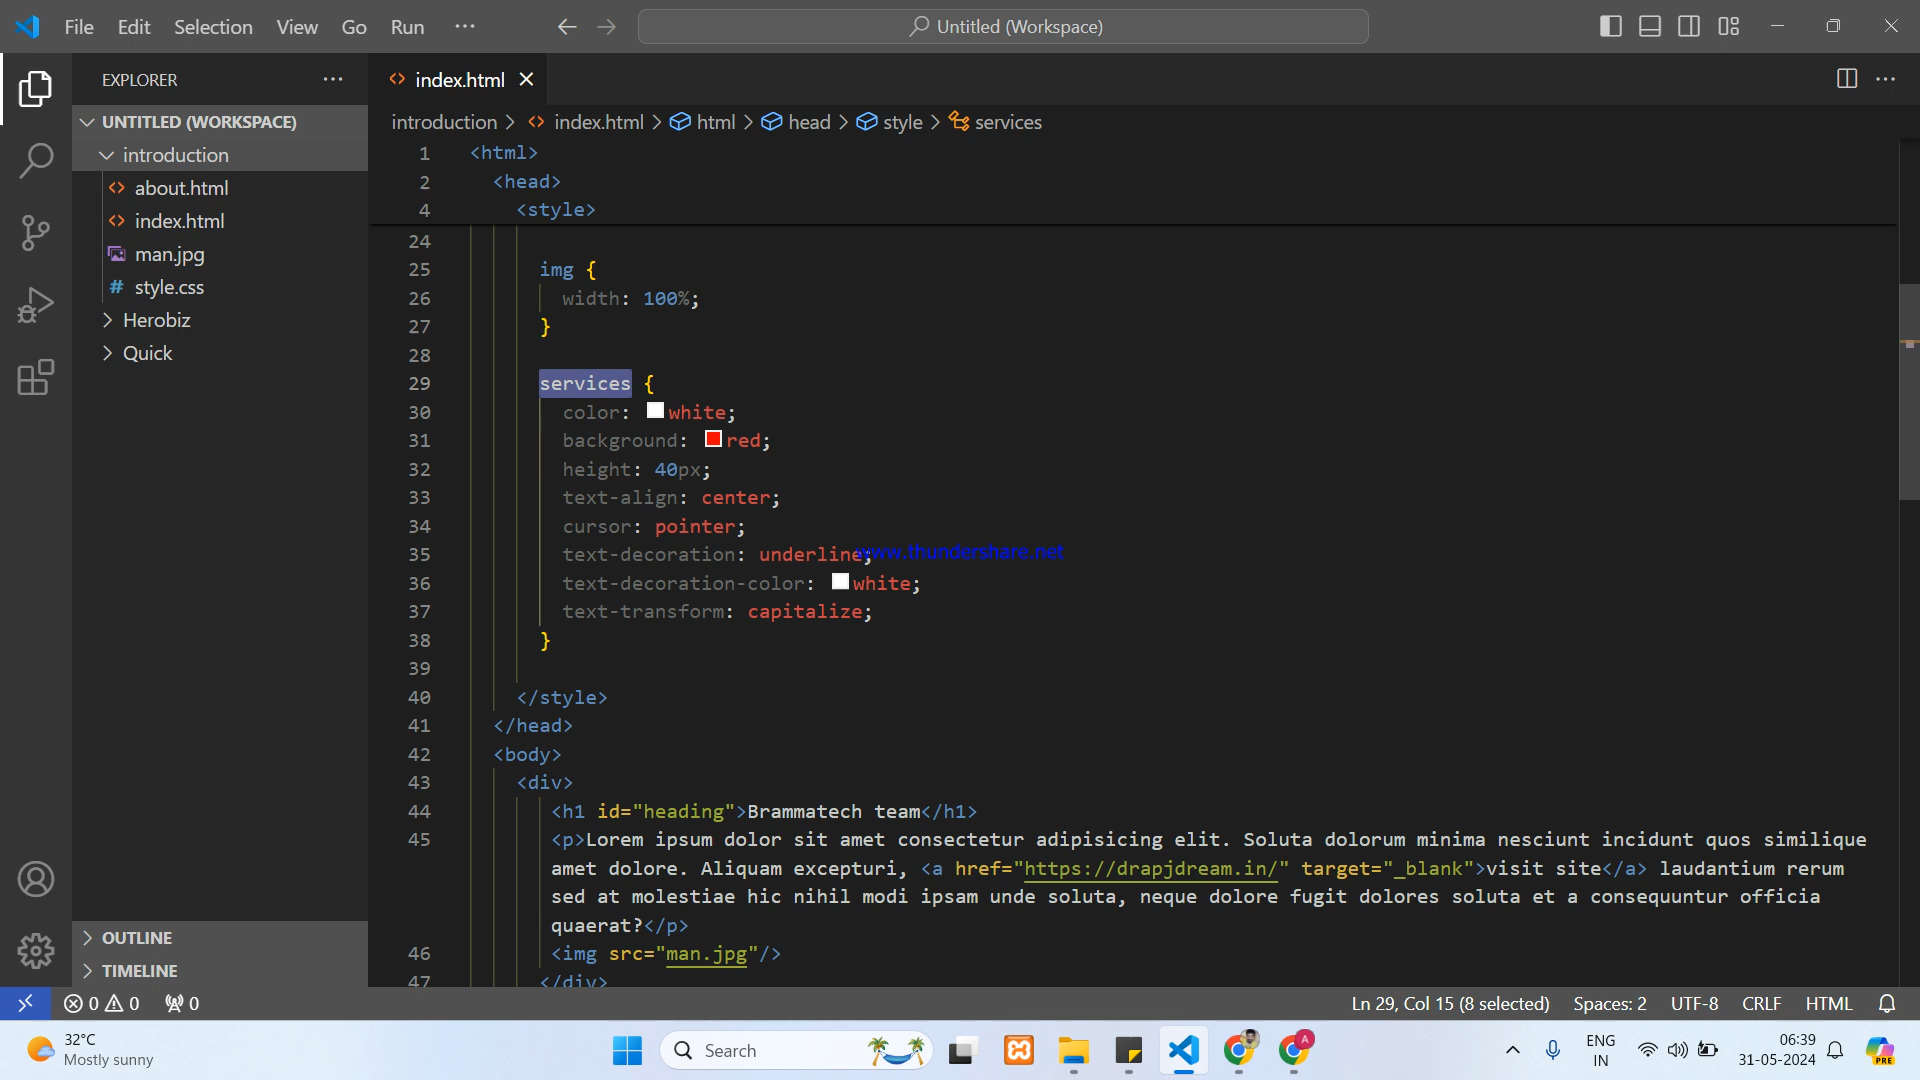 File Edit Selection View Go Run ··· Untitled (Workspace)
EXPLORER ··· index.html
UNTITLED (WORKSPACE)
introduction
about.html
index.html
man.jpg
# style.css
Herobiz
Quick
OUTLINE
TIMELINE
introduction > index.html > html > head > style > services
1 <html>
2 <head>
4 <style>
24
25 img {
26 width: 100%;
27 }
28
29 services {
30 color: white;
31 background: red;
32 height: 40px;
33 text-align: center;
34 cursor: pointer;
35 text-decoration: underline;
www.thundershare.net
36 text-decoration-color: white;
37 text-transform: capitalize;
38 }
39
40 </style>
41 </head>
42 <body>
43 <div>
44 <h1 id="heading">Brammatech team</h1>
45 <p>Lorem ipsum dolor sit amet consectetur adipisicing elit. Soluta dolorum minima nesciunt incidunt quos similique
amet dolore. Aliquam excepturi, <a href="https://drapjdream.in/" target="_blank">visit site</a> laudantium rerum
sed at molestiae hic nihil modi ipsam unde soluta, neque dolore fugit dolores soluta et a consequuntur officia
quaerat?</p>
46 <img src="man.jpg"/>
47 </div>
0 0 0 Ln 29, Col 15 (8 selected) Spaces: 2 UTF-8 CRLF HTML
32°C
Mostly sunny
Search
A
ENG
IN
06:39
31-05-2024
PRE